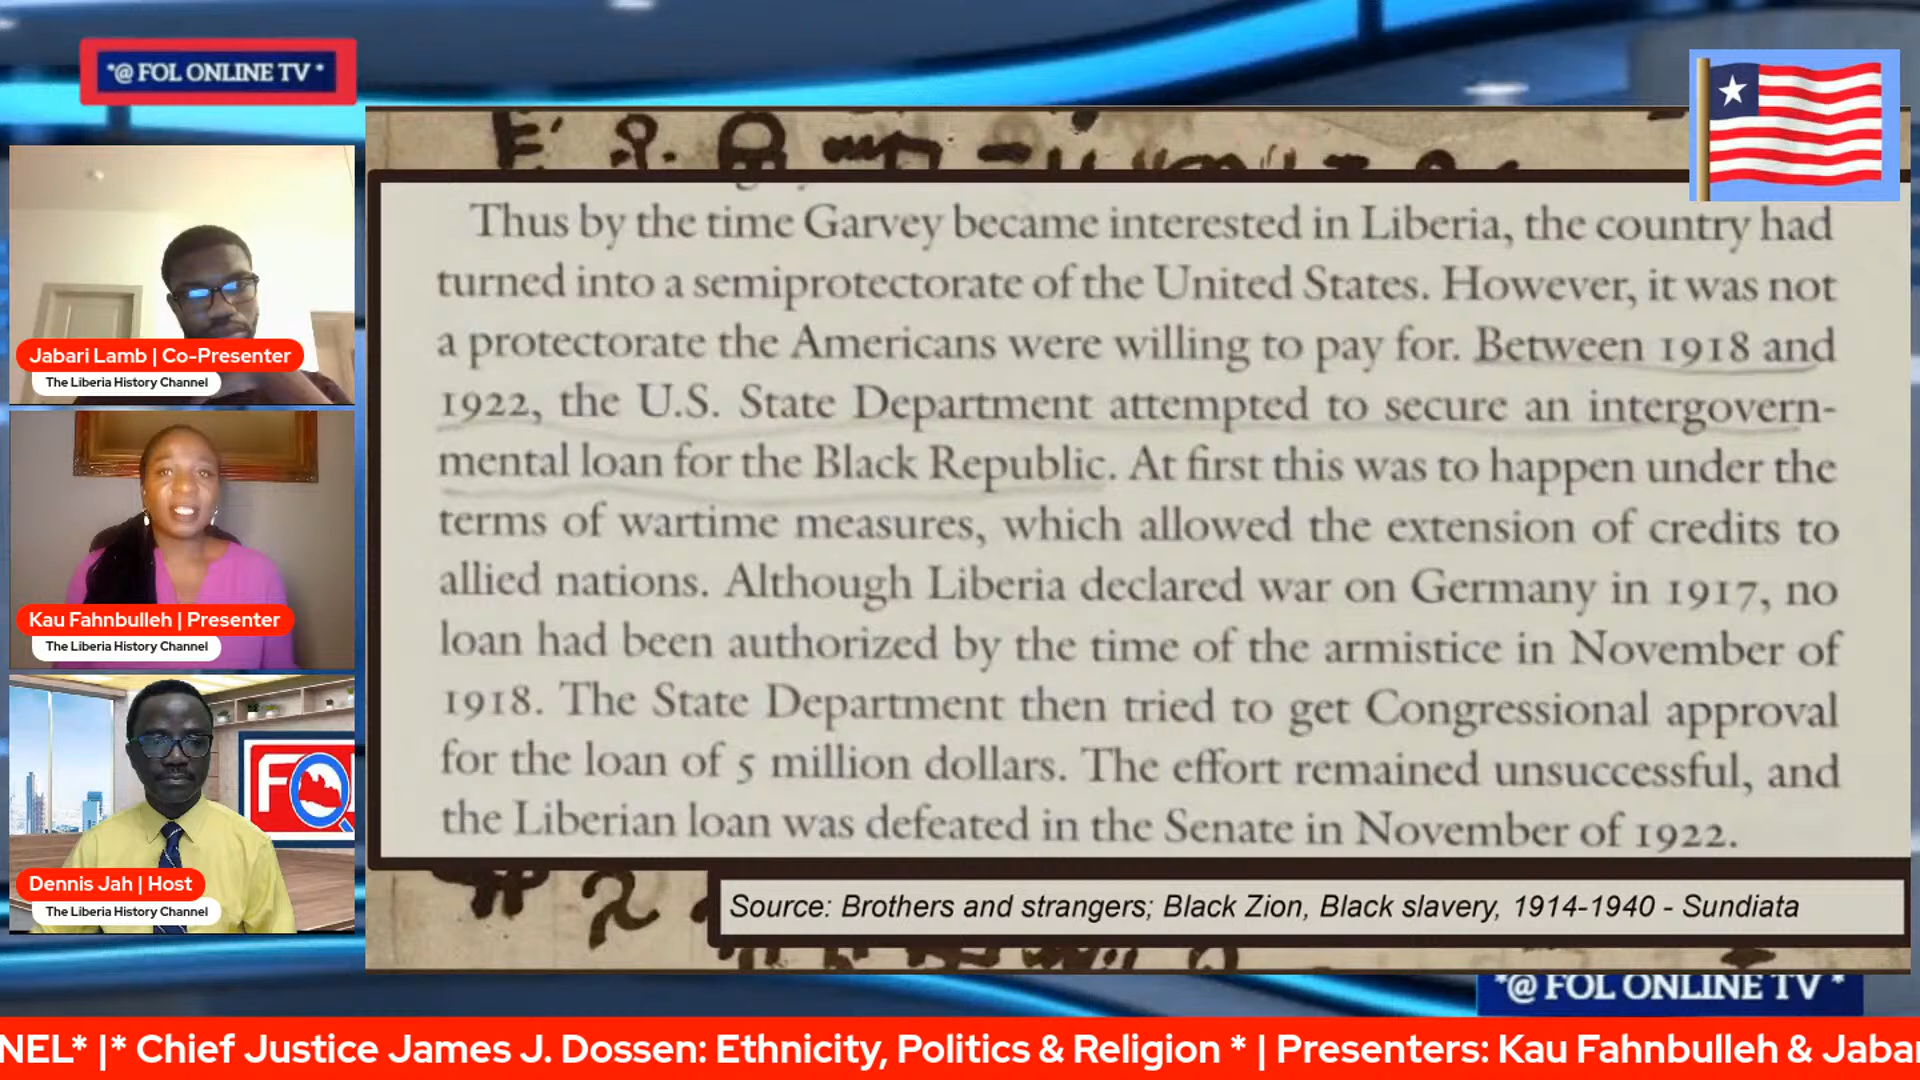 *@ FOL ONLINE TV *
Jabari Lamb | Co-Presenter
The Liberia History Channel
Kau Fahnbulleh | Presenter
The Liberia History Channel
Dennis Jah | Host
The Liberia History Channel
Thus by the time Garvey became interested in Liberia, the country had
turned into a semiprotectorate of the United States. However, it was not
a protectorate the Americans were willing to pay for. Between 1918 and
1922, the U.S. State Department attempted to secure an intergovern-
mental loan for the Black Republic. At first this was to happen under the
terms of wartime measures, which allowed the extension of credits to
allied nations. Although Liberia declared war on Germany in 1917, no
loan had been authorized by the time of the armistice in November of
1918. The State Department then tried to get Congressional approval
for the loan of 5 million dollars. The effort remained unsuccessful, and
the Liberian loan was defeated in the Senate in November of 1922.
Source: Brothers and strangers; Black Zion, Black slavery, 1914-1940 - Sundiata
*@ FOL ONLINE TV *
NEL* |* Chief Justice James J. Dossen: Ethnicity, Politics & Religion * | Presenters: Kau Fahnbulleh & Jabar